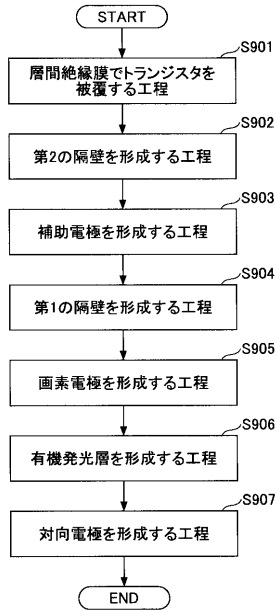 START
S901
層間絶縁膜でトランジスタを
被覆する工程
S902
第2の隔壁を形成する工程
S903
補助電極を形成する工程
S904
第1の隔壁を形成する工程
S905
画素電極を形成する工程
S906
有機発光層を形成する工程
S907
対向電極を形成する工程
END